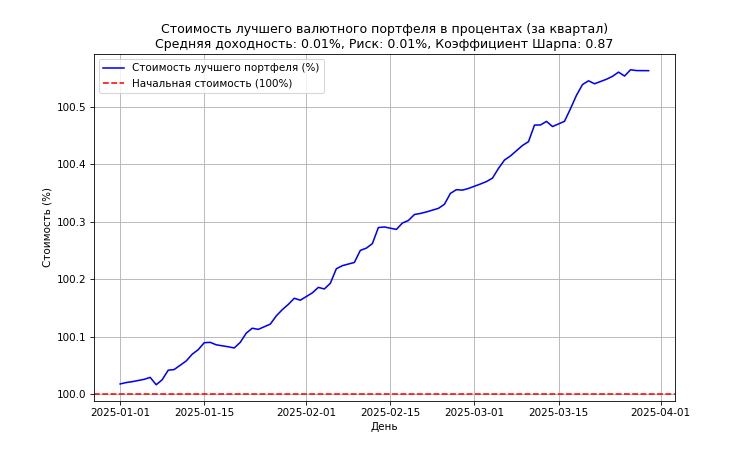 Стоимость лучшего валютного портфеля в процентах (за квартал)
Средняя доходность: 0.01%, Риск: 0.01%, Коэффициент Шарпа: 0.87
Стоимость лучшего портфеля (%)
Начальная стоимость (100%)
Стоимость (%)
100.5
100.4
100.3
100.2
100.1
100.0
2025-01-01 2025-01-15 2025-02-01 2025-02-15 2025-03-01 2025-03-15 2025-04-01
День